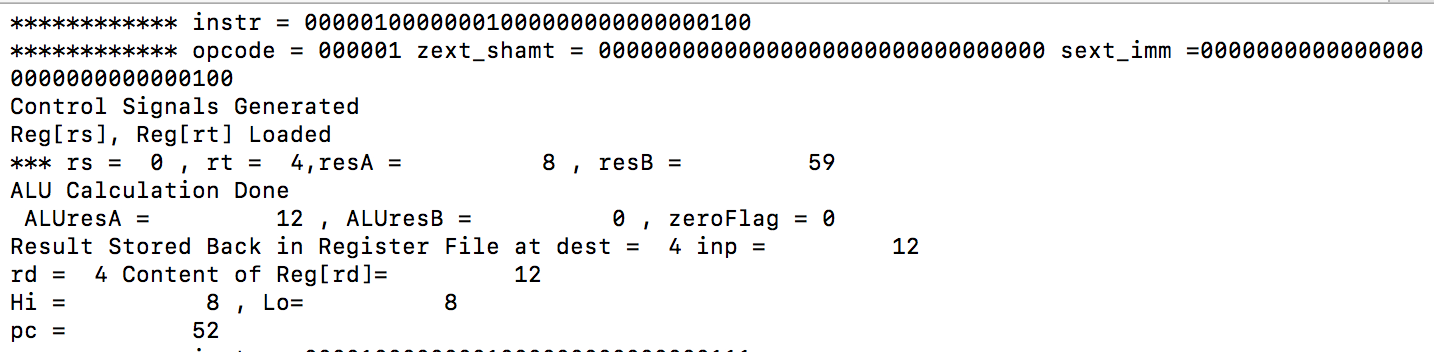 ************ instr = 00000100000001000000000000000100
************ opcode = 000001 zext_shamt = 00000000000000000000000000000000 sext_imm =0000000000000000
0000000000000100
Control Signals Generated
Reg[rs], Reg[rt] Loaded
*** rs =  0 , rt =  4,resA =          8 , resB =         59
ALU Calculation Done
 ALUresA =         12 , ALUresB =          0 , zeroFlag = 0
Result Stored Back in Register File at dest =  4 inp =         12
rd =  4 Content of Reg[rd]=         12
Hi =          8 , Lo=          8
pc =         52